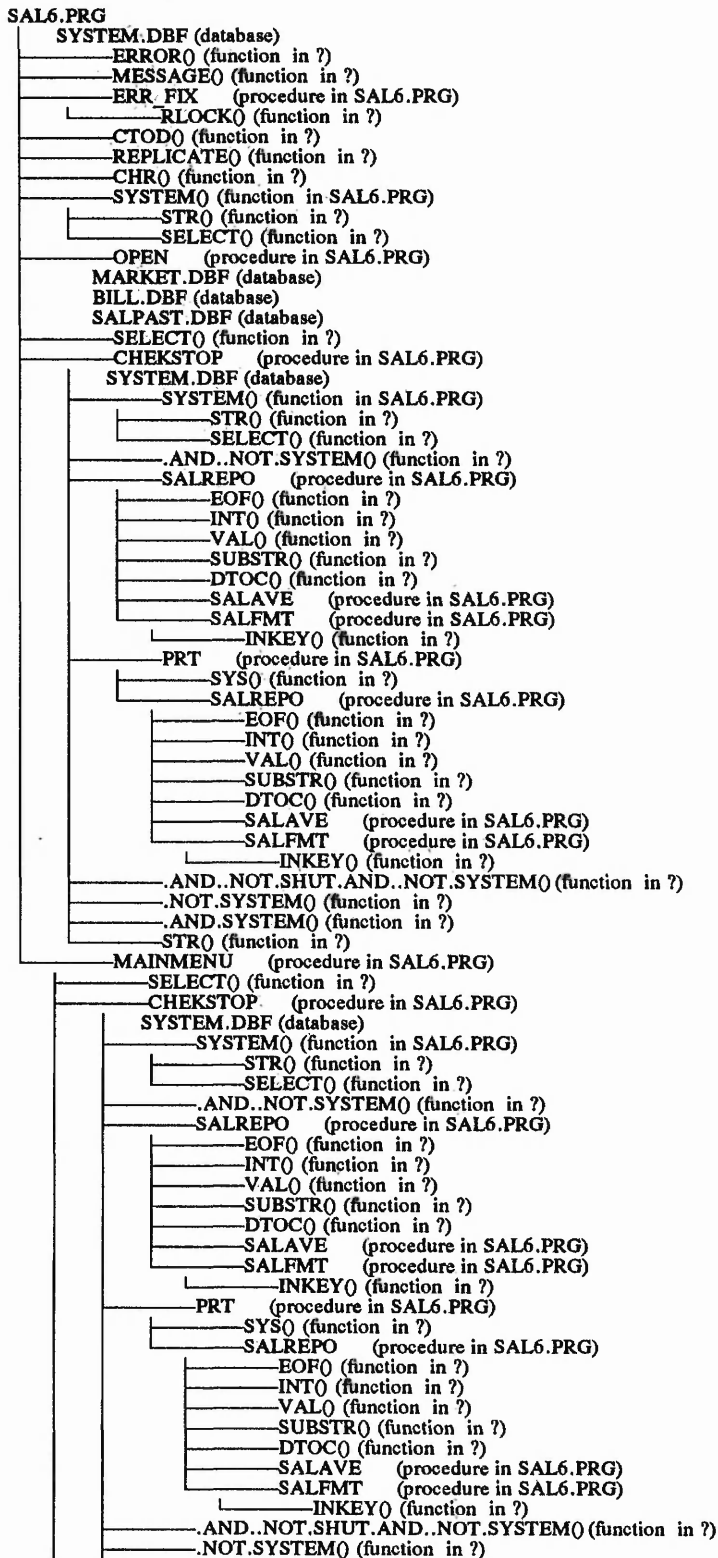 SAL6.PRG
SYSTEM.DBF (database)
ERROR() (function in ?)
MESSAGE() (function in ?)
ERR_FIX (procedure in SAL6.PRG)
RLOCK() (function in ?)
CTOD() (function in ?)
REPLICATE() (function in ?)
CHR() (function in ?)
SYSTEM() (function in SAL6.PRG)
STR() (function in ?)
SELECT() (function in ?)
OPEN (procedure in SAL6.PRG)
MARKET.DBF (database)
BILL.DBF (database)
SALPAST.DBF (database)
SELECT() (function in ?)
CHEKSTOP (procedure in SAL6.PRG)
SYSTEM.DBF (database)
SYSTEM() (function in SAL6.PRG)
STR() (function in ?)
SELECT() (function in ?)
.AND..NOT.SYSTEM() (function in ?)
SALREPO (procedure in SAL6.PRG)
EOF() (function in ?)
INT() (function in ?)
VAL() (function in ?)
SUBSTR() (function in ?)
DTOC() (function in ?)
SALAVE (procedure in SAL6.PRG)
SALFMT (procedure in SAL6.PRG)
INKEY() (function in ?)
PRT (procedure in SAL6.PRG)
SYS() (function in ?)
SALREPO (procedure in SAL6.PRG)
EOF() (function in ?)
INT() (function in ?)
VAL() (function in ?)
SUBSTR() (function in ?)
DTOC() (function in ?)
SALAVE (procedure in SAL6.PRG)
SALFMT (procedure in SAL6.PRG)
INKEY() (function in ?)
.AND..NOT.SHUT.AND..NOT.SYSTEM() (function in ?)
.NOT.SYSTEM() (function in ?)
.AND.SYSTEM() (function in ?)
STR() (function in ?)
MAINMENU (procedure in SAL6.PRG)
SELECT() (function in ?)
CHEKSTOP (procedure in SAL6.PRG)
SYSTEM.DBF (database)
SYSTEM() (function in SAL6.PRG)
STR() (function in ?)
SELECT() (function in ?)
.AND..NOT.SYSTEM() (function in ?)
SALREPO (procedure in SAL6.PRG)
EOF() (function in ?)
INT() (function in ?)
VAL() (function in ?)
SUBSTR() (function in ?)
DTOC() (function in ?)
SALAVE (procedure in SAL6.PRG)
SALFMT (procedure in SAL6.PRG)
INKEY() (function in ?)
PRT (procedure in SAL6.PRG)
SYS() (function in ?)
SALREPO (procedure in SAL6.PRG)
EOF() (function in ?)
INT() (function in ?)
VAL() (function in ?)
SUBSTR() (function in ?)
DTOC() (function in ?)
SALAVE (procedure in SAL6.PRG)
SALFMT (procedure in SAL6.PRG)
INKEY() (function in ?)
.AND..NOT.SHUT.AND..NOT.SYSTEM() (function in ?)
.NOT.SYSTEM() (function in ?)